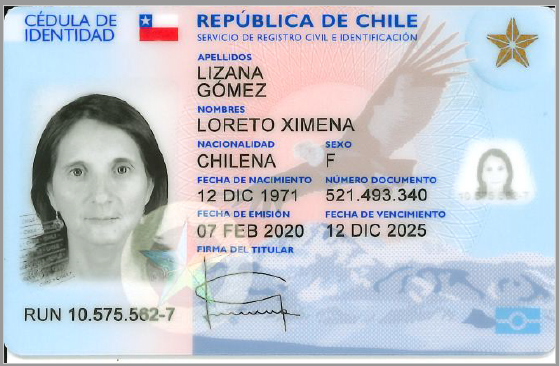 CÉDULA DE
IDENTIDAD
REPÚBLICA DE CHILE
SERVICIO DE REGISTRO CIVIL E IDENTIFICACIÓN
APELLIDOS
LIZANA
GÓMEZ
NOMBRES
LORETO XIMENA
NACIONALIDAD SEXO
CHILENA F
FECHA DE NACIMIENTO NÚMERO DOCUMENTO
12 DIC 1971 521.493.340
FECHA DE EMISIÓN FECHA DE VENCIMIENTO
07 FEB 2020 12 DIC 2025
FIRMA DEL TITULAR
RUN 10.575.562-7